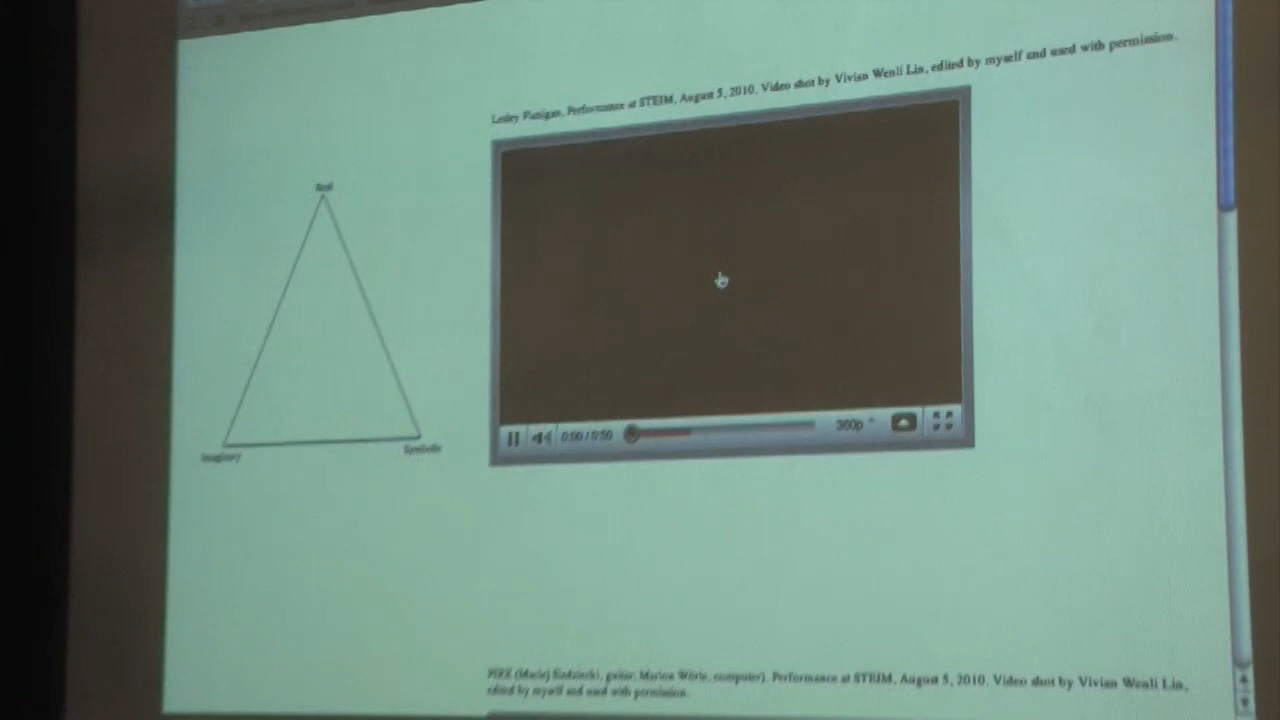 Lesley Flanigan, Performance at STEIM, August 5, 2010. Video shot by Vivian Wenli Lin, edited by myself and used with permission.
Real
Imaginary
Symbolic
0:00 / 0:50
360p
(Macie) guitar; computer). Performance at STEIM, August 5, 2010. Video shot by Vivian Wenli Lin,
edited by myself and used with permission.